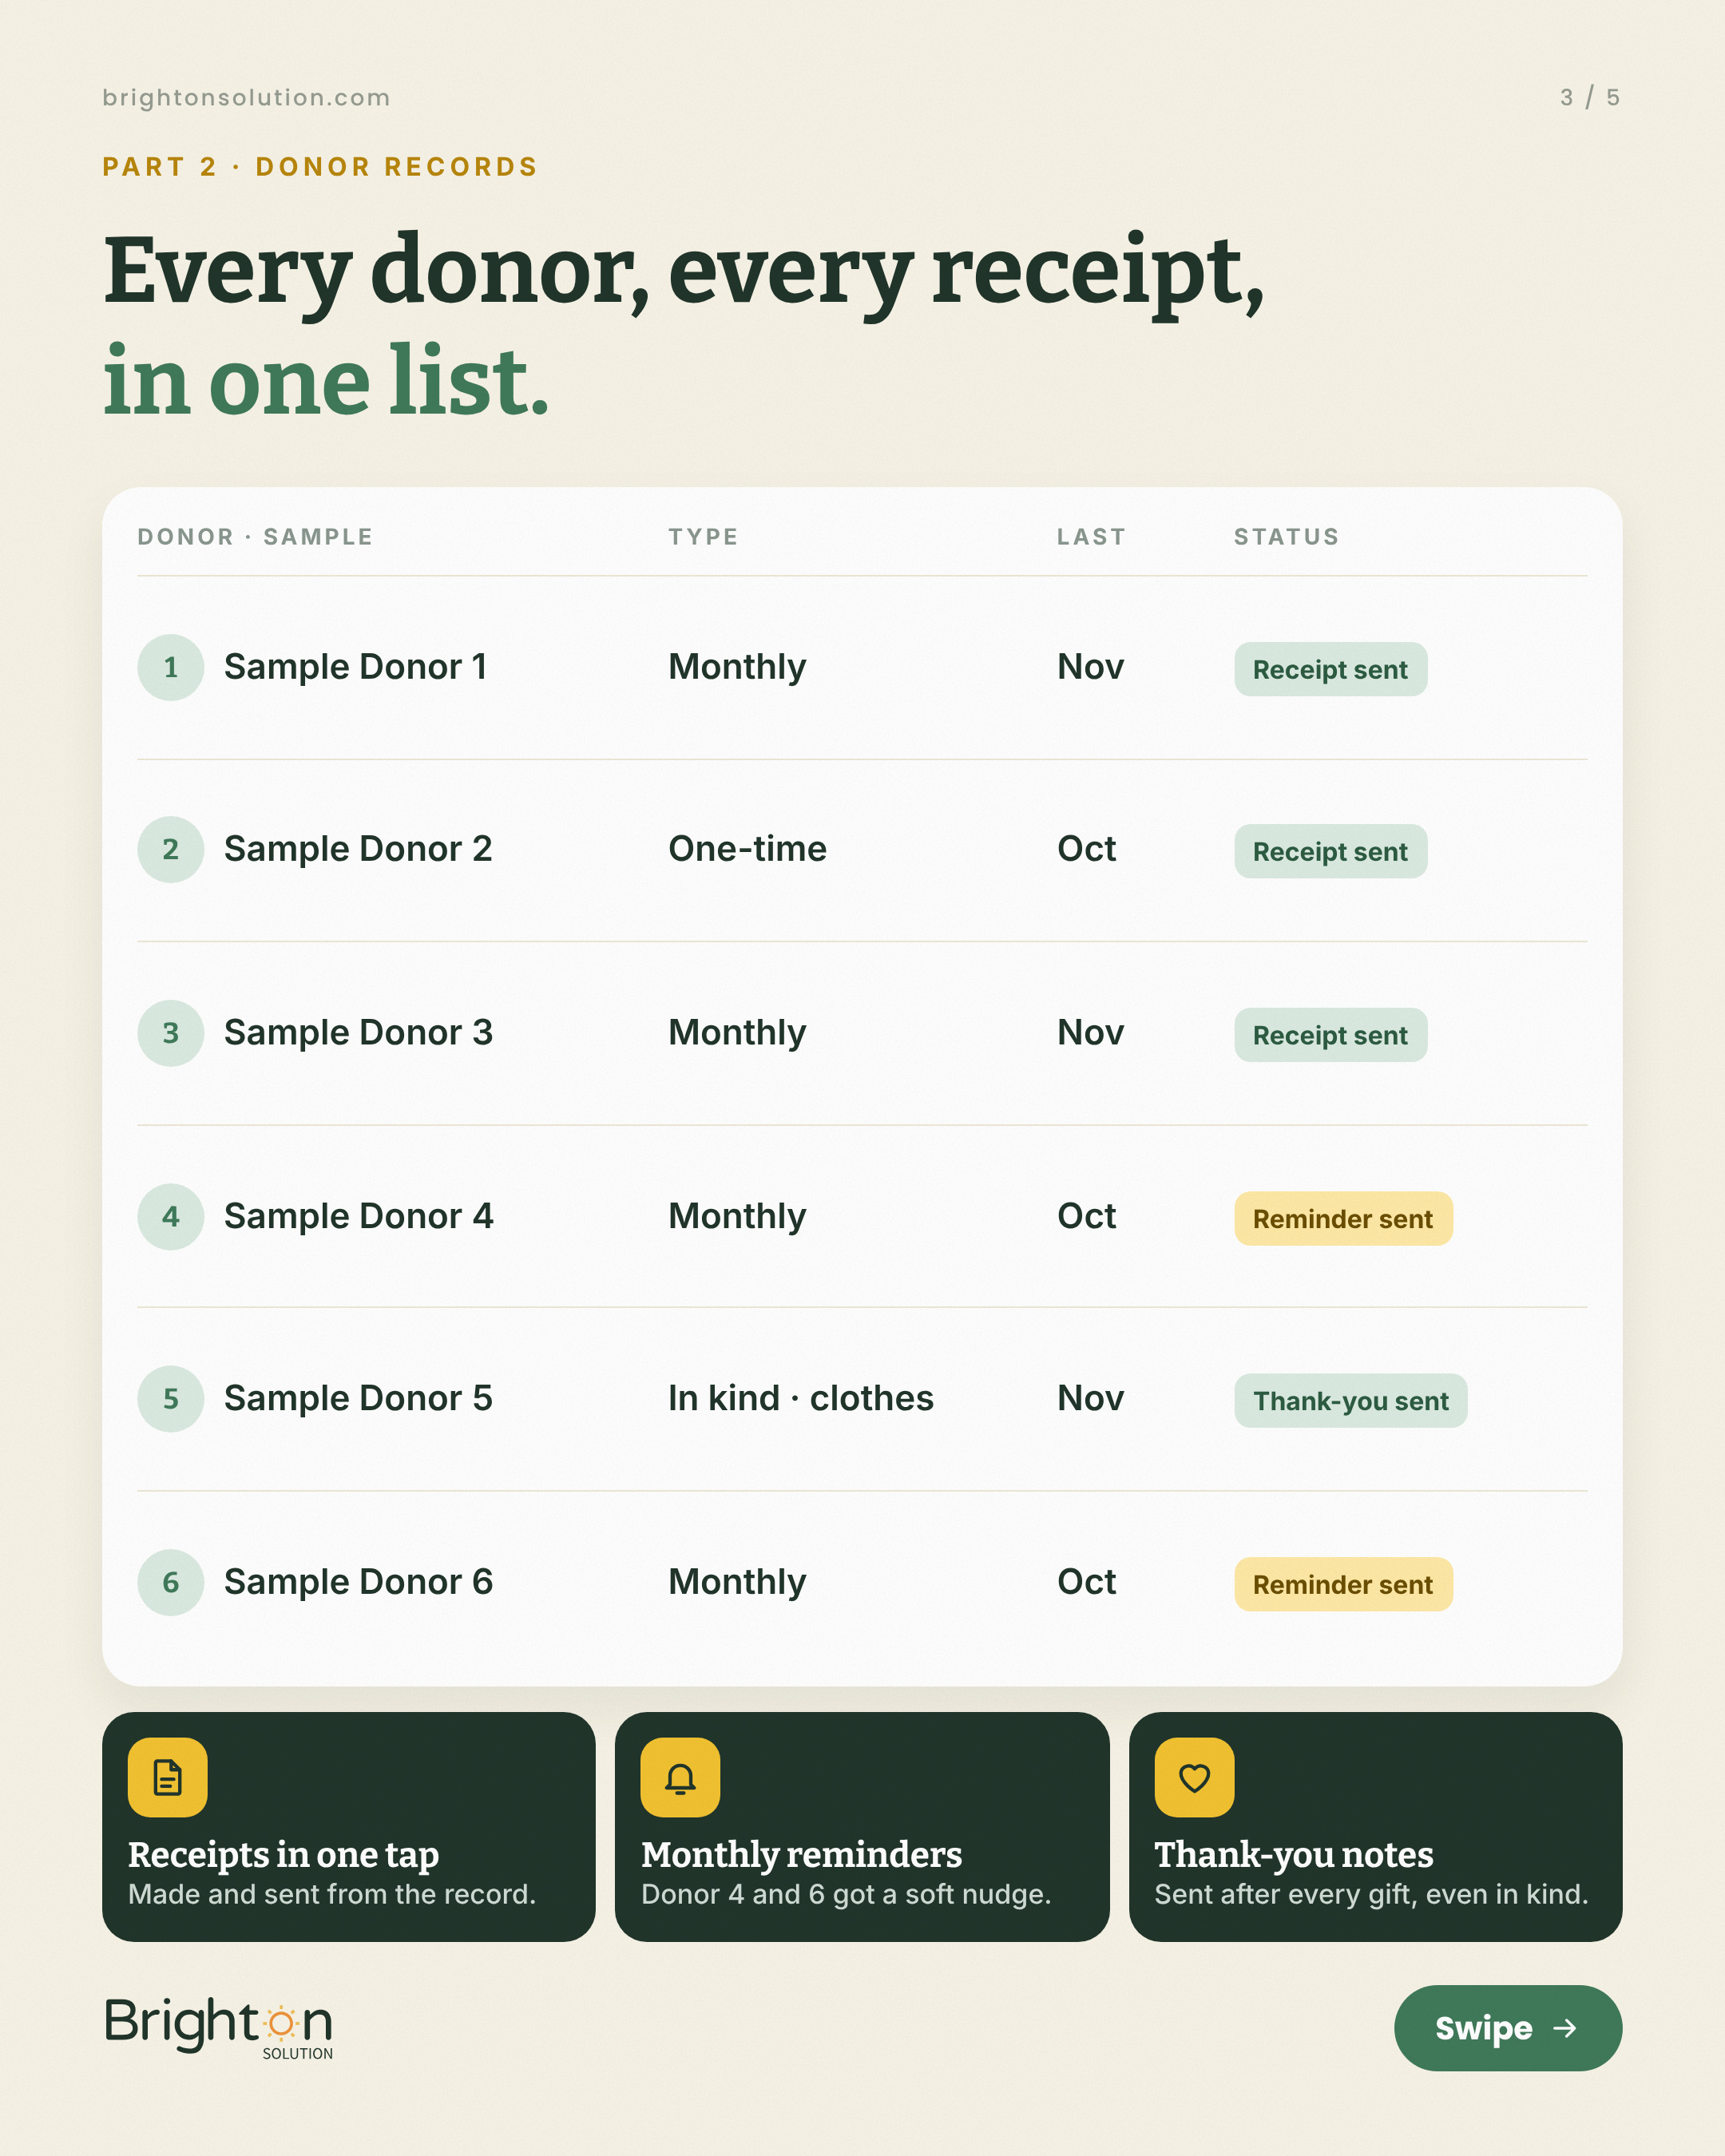 brightonsolution.com
3 / 5
PART 2 · DONOR RECORDS
Every donor, every receipt,
in one list.
DONOR · SAMPLE TYPE LAST STATUS
1 Sample Donor 1 Monthly Nov Receipt sent
2 Sample Donor 2 One-time Oct Receipt sent
3 Sample Donor 3 Monthly Nov Receipt sent
4 Sample Donor 4 Monthly Oct Reminder sent
5 Sample Donor 5 In kind · clothes Nov Thank-you sent
6 Sample Donor 6 Monthly Oct Reminder sent
Receipts in one tap
Made and sent from the record.
Monthly reminders
Donor 4 and 6 got a soft nudge.
Thank-you notes
Sent after every gift, even in kind.
Brighton
SOLUTION
Swipe →